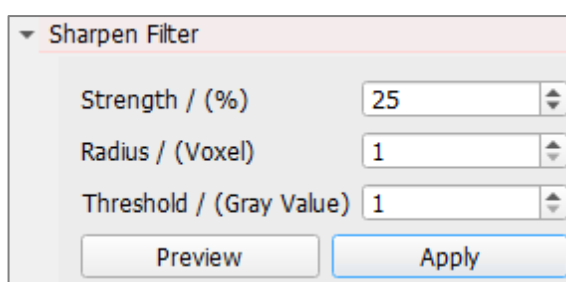 Sharpen Filter
Strength / (%) 25
Radius / (Voxel) 1
Threshold / (Gray Value) 1
Preview Apply